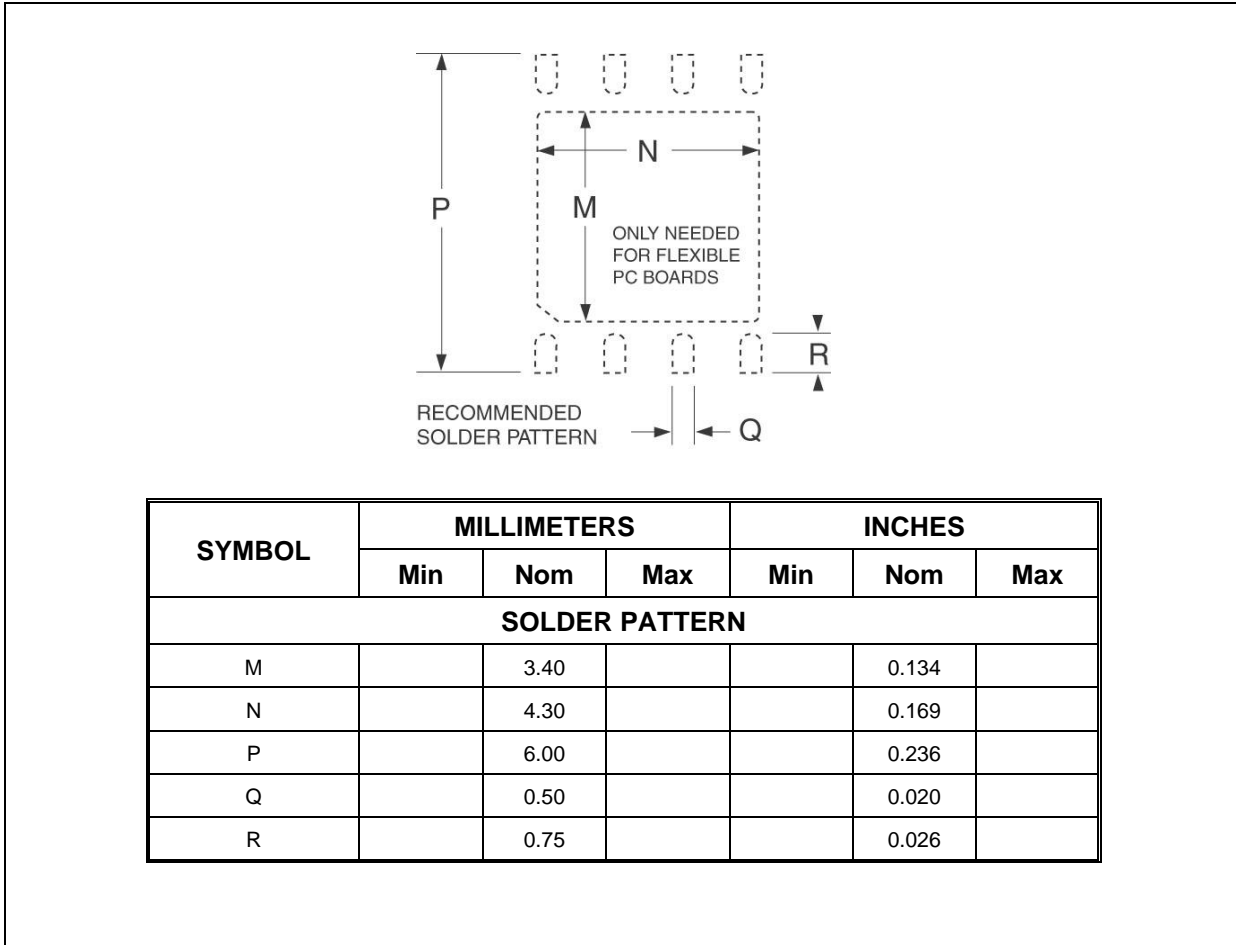 N
P
M
ONLY NEEDED
FOR FLEXIBLE
PC BOARDS
R
RECOMMENDED
SOLDER PATTERN
Q
SYMBOL MILLIMETERS INCHES
Min Nom Max Min Nom Max
SOLDER PATTERN
M 3.40 0.134
N 4.30 0.169
P 6.00 0.236
Q 0.50 0.020
R 0.75 0.026